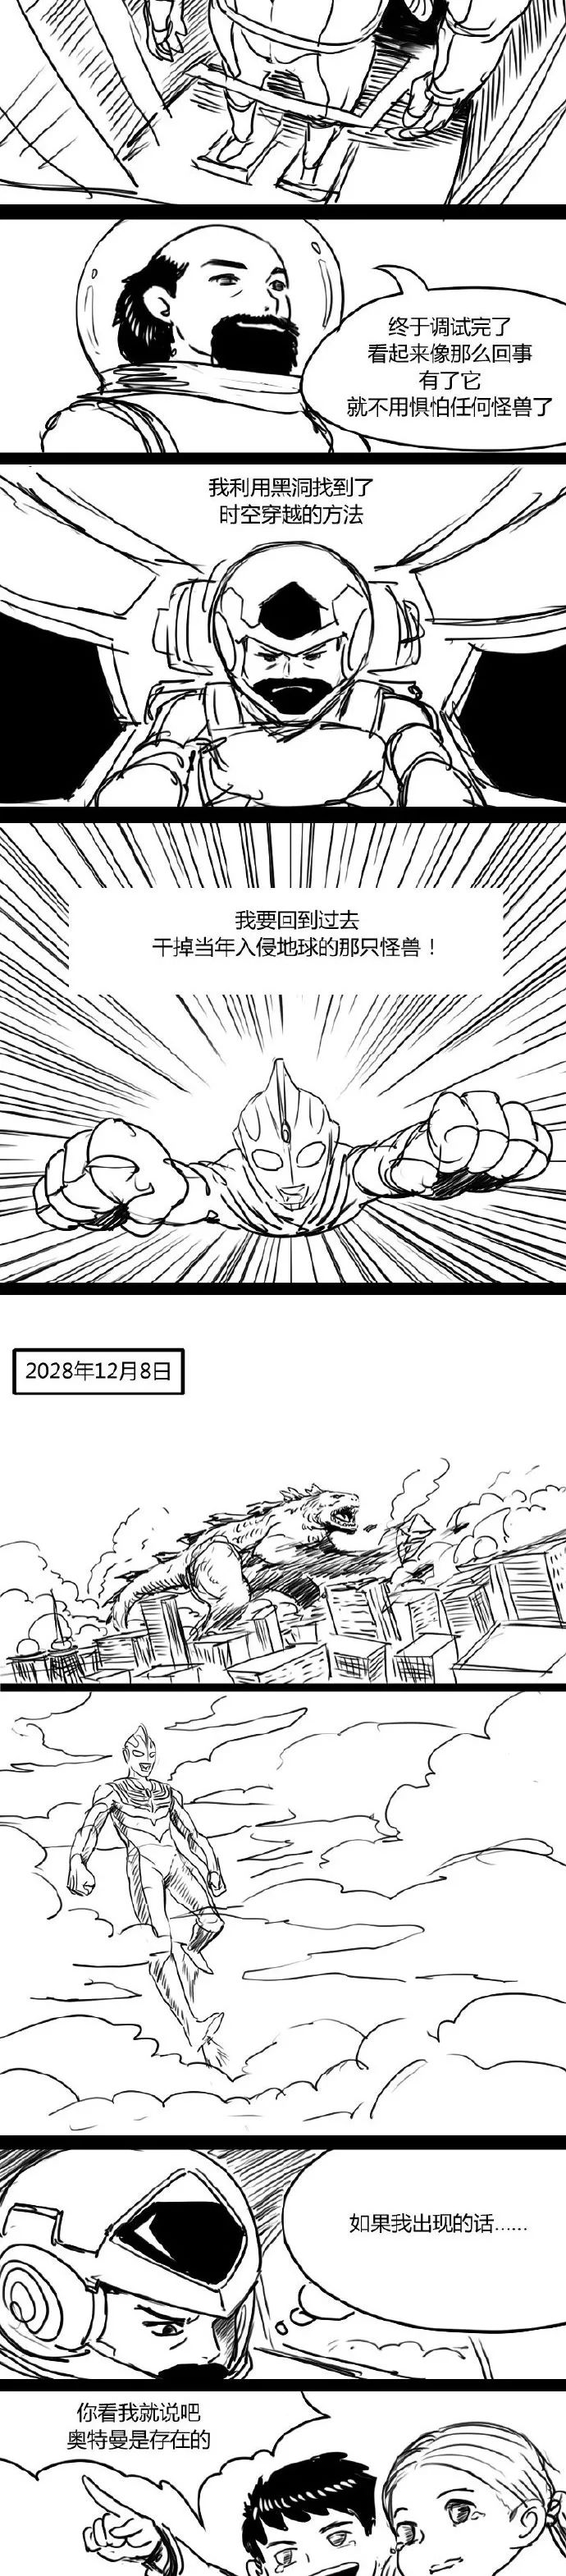 终于调试完了
看起来像那么回事
有了它
就不用惧怕任何怪兽了
我利用黑洞找到了
时空穿越的方法
我要回到过去
干掉当年入侵地球的那只怪兽！
2028年12月8日
如果我出现的话……
你看我就说吧
奥特曼是存在的